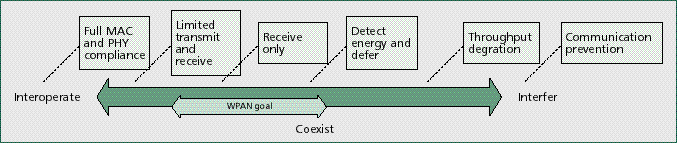 Full MAC
and PHY
compliance
Limited
transmit
and
receive
Receive
only
Detect
energy and
defer
Throughput
degration
Communication
prevention
Interoperate
WPAN goal
Interfer
Coexist